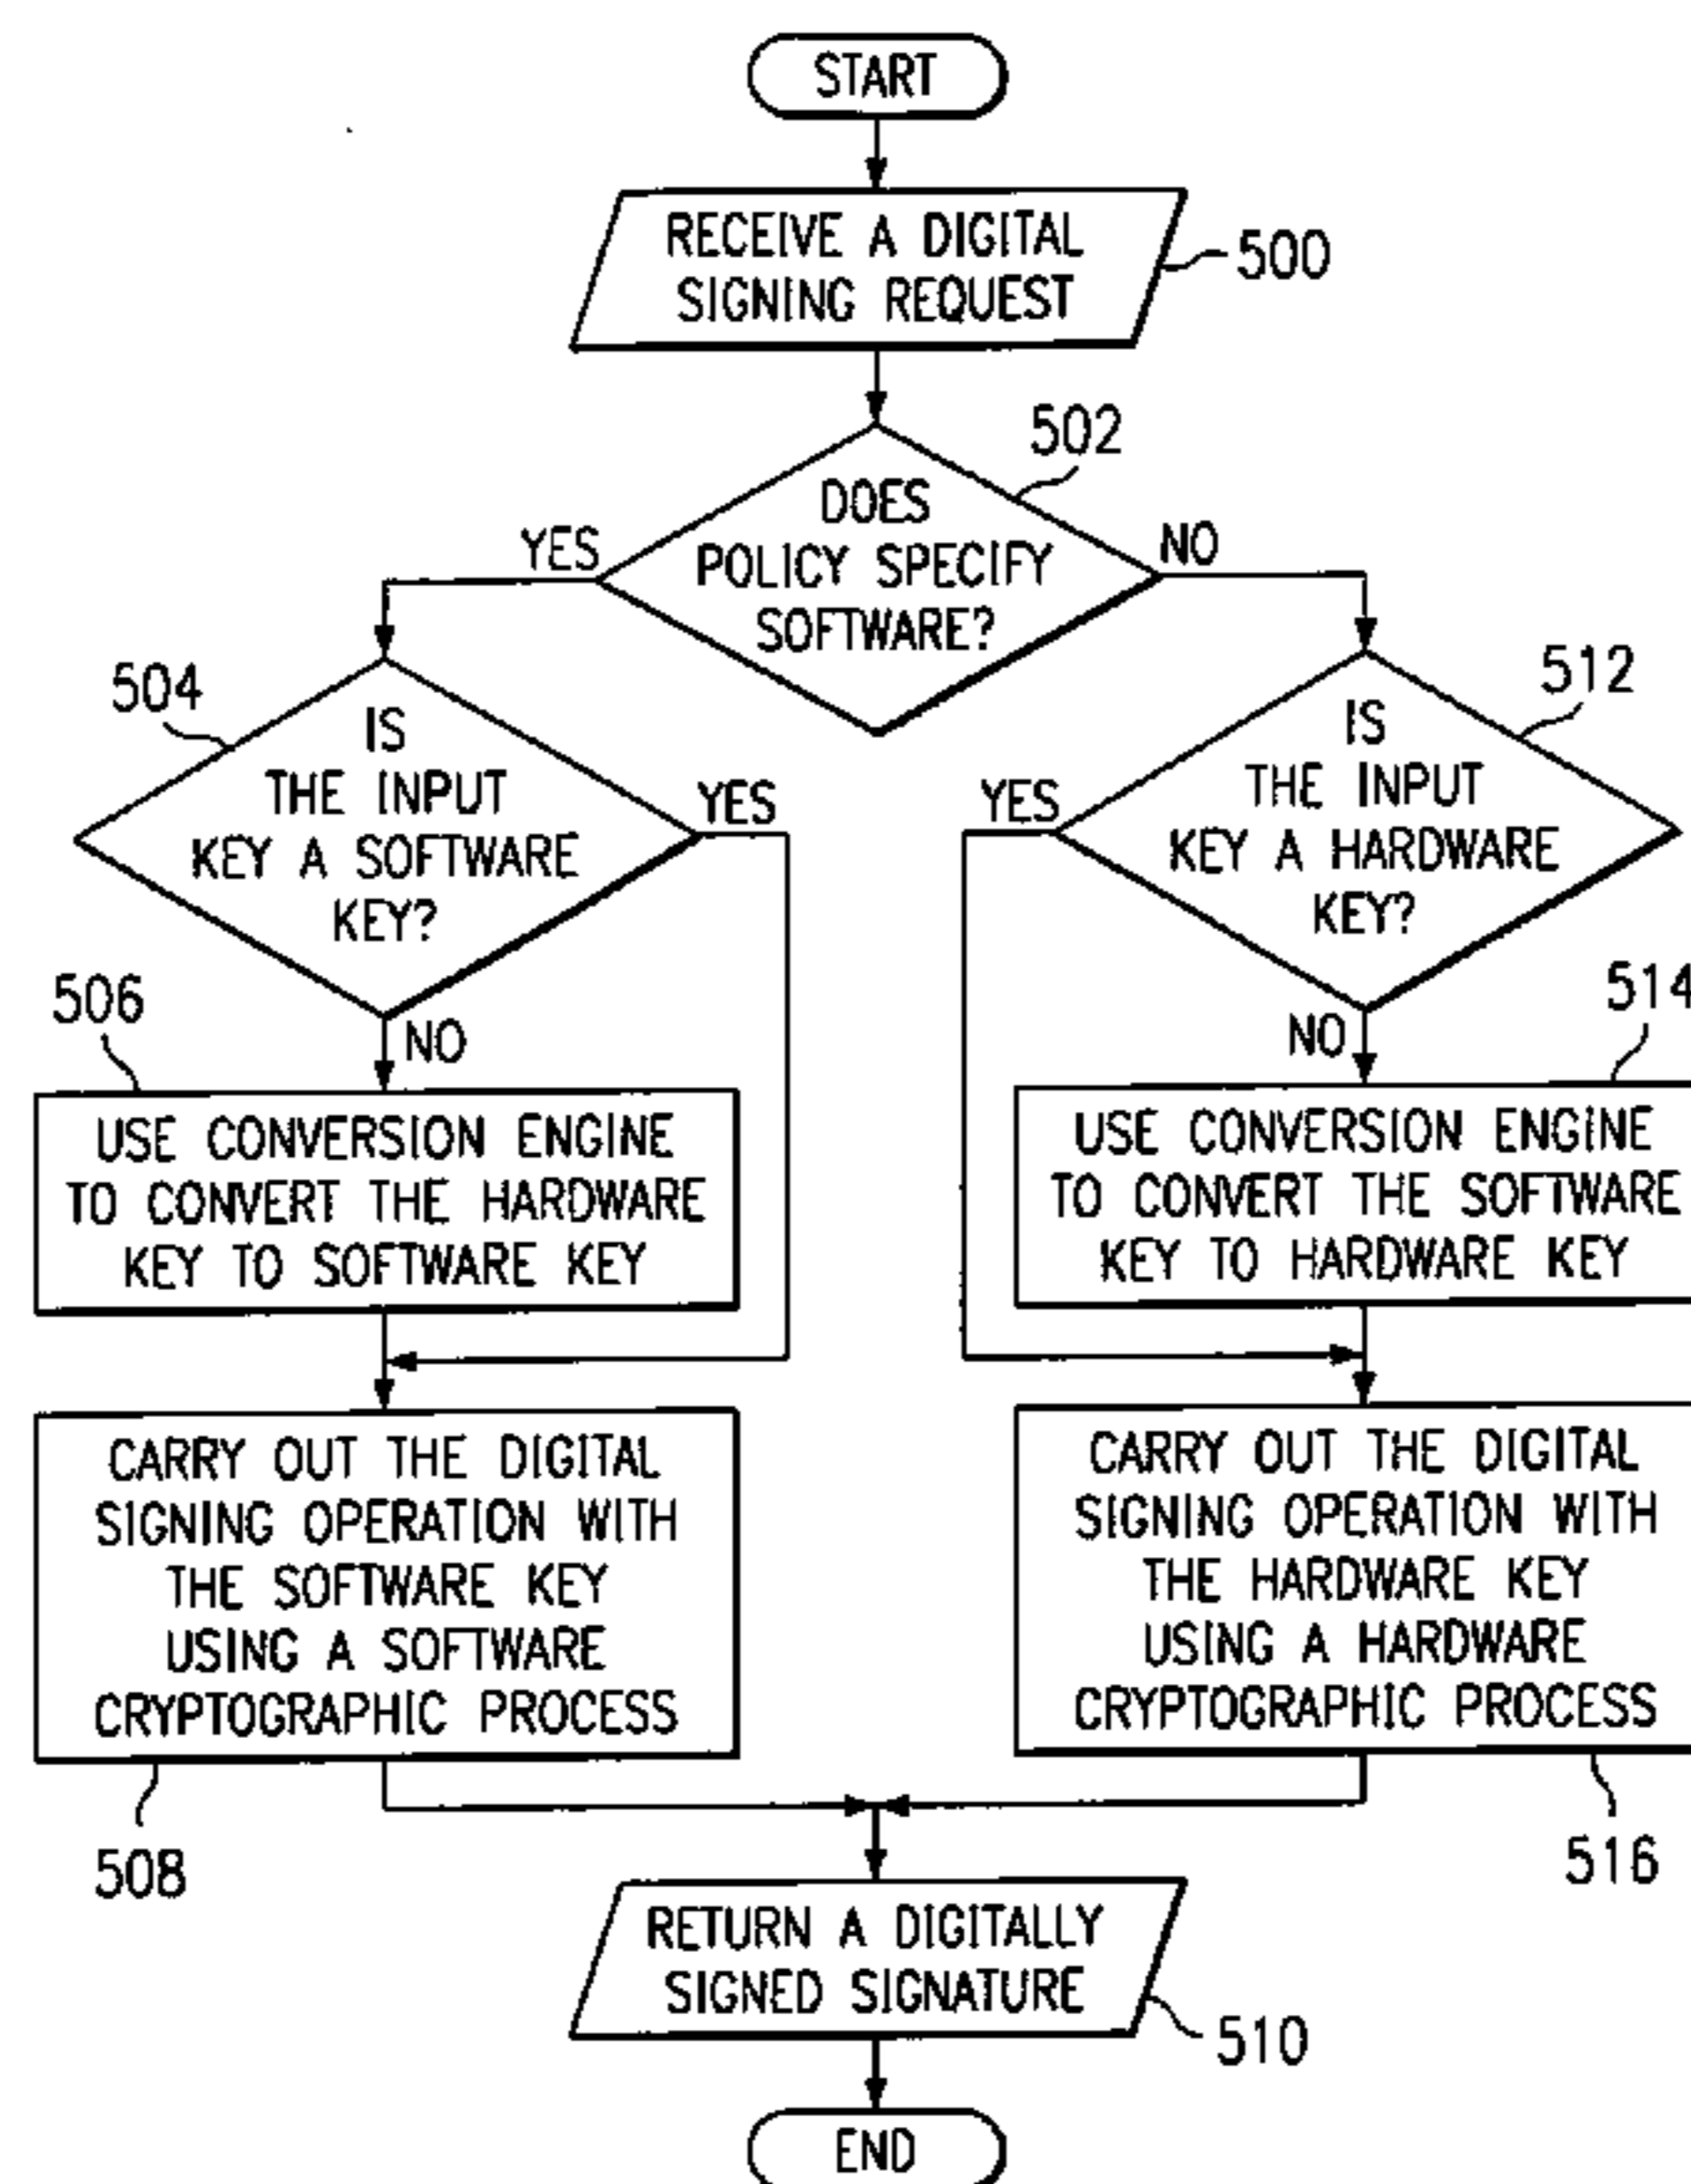 START
RECEIVE A DIGITAL
SIGNING REQUEST
500
502
DOES
POLICY SPECIFY
SOFTWARE?
YES
NO
504
IS
THE INPUT
KEY A SOFTWARE
KEY?
YES
NO
512
IS
THE INPUT
KEY A HARDWARE
KEY?
YES
NO
506
USE CONVERSION ENGINE
TO CONVERT THE HARDWARE
KEY TO SOFTWARE KEY
514
USE CONVERSION ENGINE
TO CONVERT THE SOFTWARE
KEY TO HARDWARE KEY
CARRY OUT THE DIGITAL
SIGNING OPERATION WITH
THE SOFTWARE KEY
USING A SOFTWARE
CRYPTOGRAPHIC PROCESS
508
CARRY OUT THE DIGITAL
SIGNING OPERATION WITH
THE HARDWARE KEY
USING A HARDWARE
CRYPTOGRAPHIC PROCESS
516
RETURN A DIGITALLY
SIGNED SIGNATURE
510
END